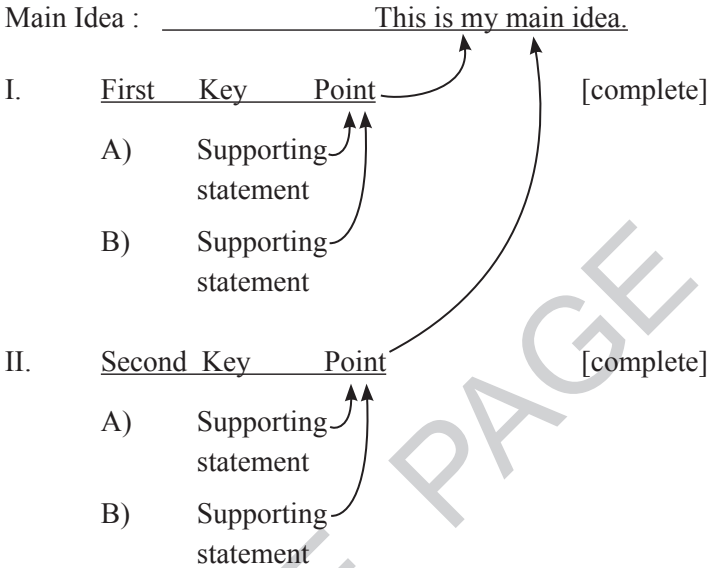 Main Idea : This is my main idea.
I. First Key Point [complete]
A) Supporting
statement
B) Supporting
statement
II. Second Key Point [complete]
A) Supporting
statement
B) Supporting
statement
PAGE